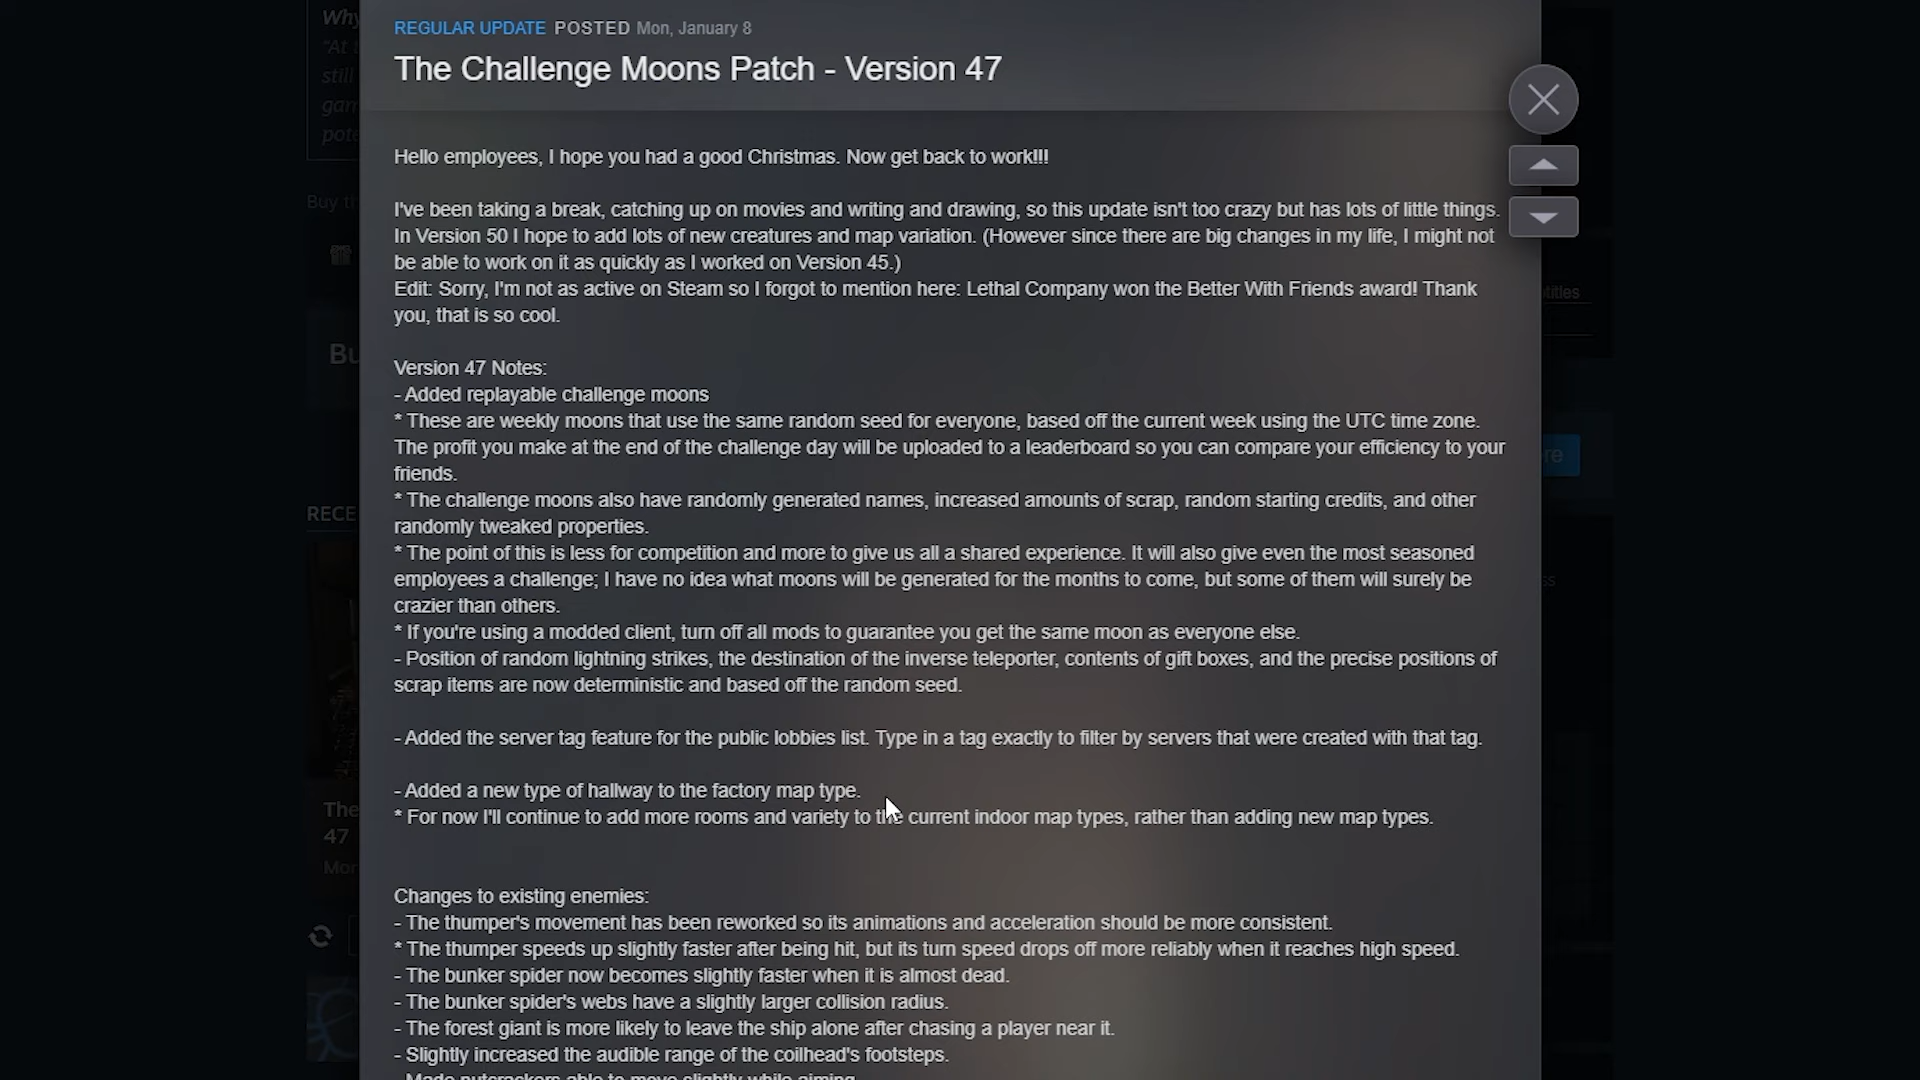 Why
"At t
still
gam
pote
REGULAR UPDATE POSTED Mon, January 8
The Challenge Moons Patch - Version 47
Hello employees, I hope you had a good Christmas. Now get back to work!!!
Buy t
I've been taking a break, catching up on movies and writing and drawing, so this update isn't too crazy but has lots of little things.
In Version 50 I hope to add lots of new creatures and map variation. (However since there are big changes in my life, I might not
be able to work on it as quickly as I worked on Version 45.)
Edit: Sorry, I'm not as active on Steam so I forgot to mention here: Lethal Company won the Better With Friends award! Thank
you, that is so cool.
Bu
Version 47 Notes:
- Added replayable challenge moons
* These are weekly moons that use the same random seed for everyone, based off the current week using the UTC time zone.
The profit you make at the end of the challenge day will be uploaded to a leaderboard so you can compare your efficiency to your
friends.
* The challenge moons also have randomly generated names, increased amounts of scrap, random starting credits, and other
randomly tweaked properties.
RECE
* The point of this is less for competition and more to give us all a shared experience. It will also give even the most seasoned
employees a challenge; I have no idea what moons will be generated for the months to come, but some of them will surely be
crazier than others.
* If you're using a modded client, turn off all mods to guarantee you get the same moon as everyone else.
- Position of random lightning strikes, the destination of the inverse teleporter, contents of gift boxes, and the precise positions of
scrap items are now deterministic and based off the random seed.
- Added the server tag feature for the public lobbies list. Type in a tag exactly to filter by servers that were created with that tag.
- Added a new type of hallway to the factory map type.
* For now I'll continue to add more rooms and variety to the current indoor map types, rather than adding new map types.
The
47
Mon
Changes to existing enemies:
- The thumper's movement has been reworked so its animations and acceleration should be more consistent.
* The thumper speeds up slightly faster after being hit, but its turn speed drops off more reliably when it reaches high speed.
- The bunker spider now becomes slightly faster when it is almost dead.
- The bunker spider's webs have a slightly larger collision radius.
- The forest giant is more likely to leave the ship alone after chasing a player near it.
- Slightly increased the audible range of the coilhead's footsteps.
- Made nutcrackers able to move slightly while aiming.